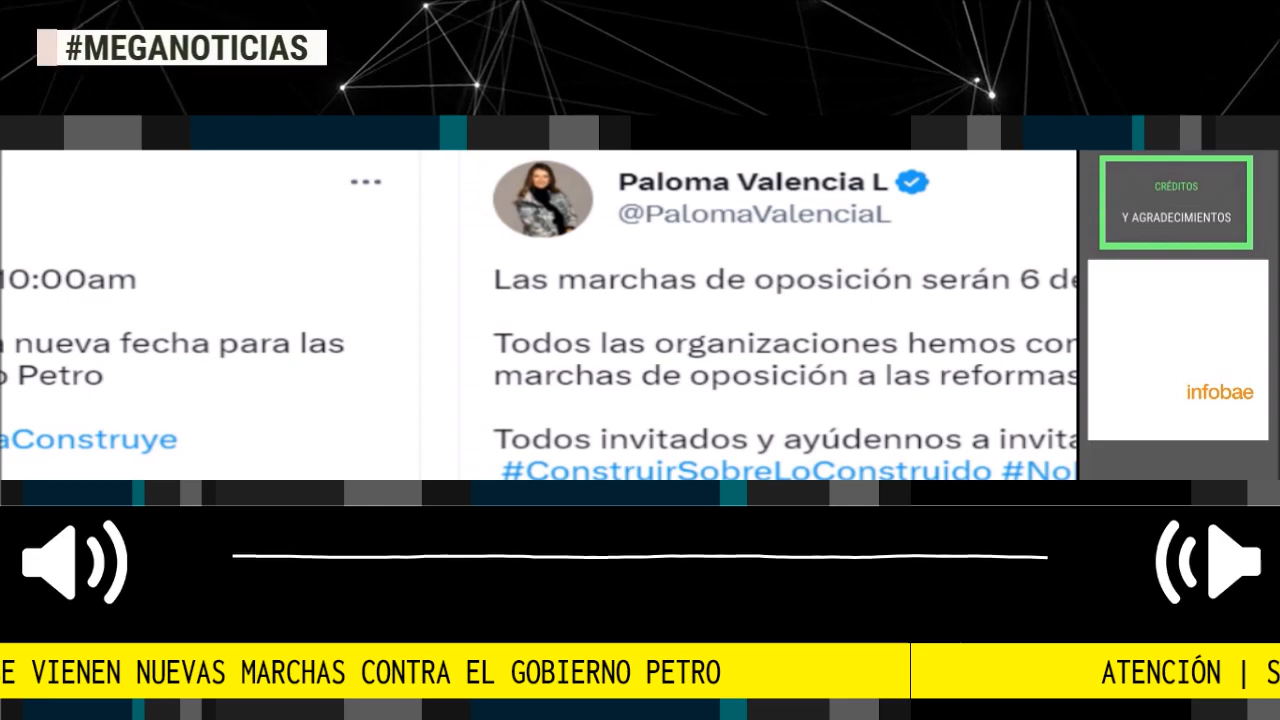 #MEGANOTICIAS
10:00am
nueva fecha para las
Petro
aConstruye
Paloma Valencia L
@PalomaValenciaL
Las marchas de oposición serán 6 de
Todos las organizaciones hemos con
marchas de oposición a las reformas
Todos invitados y ayúdennos a invita
#ConstruirSobreLoConstruido #No
CRÉDITOS
Y AGRADECIMIENTOS
infobae
E VIENEN NUEVAS MARCHAS CONTRA EL GOBIERNO PETRO
ATENCIÓN | S